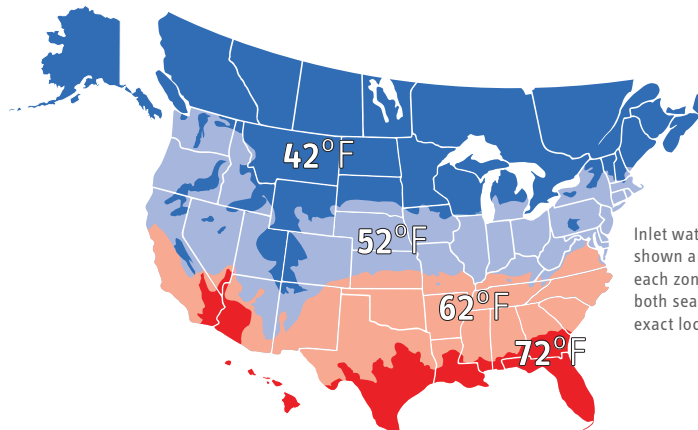 42°F
52°F
Inlet wat
shown a
each zon
both sea
exact loc
62°F
72°F